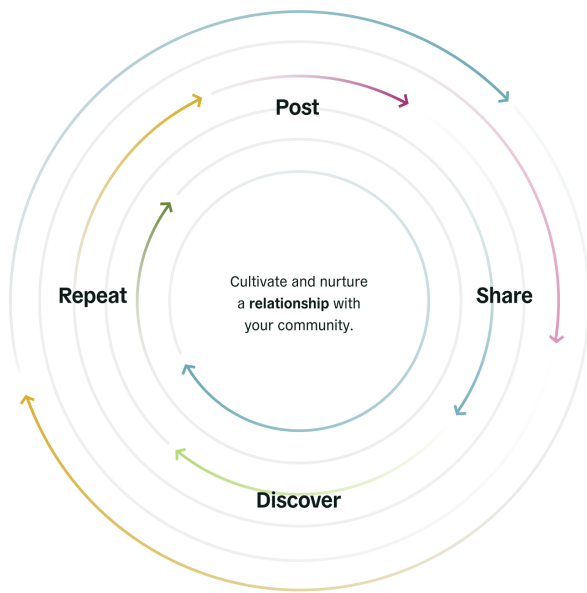 Post
Repeat
Cultivate and nurture
a relationship with
your community.
Share
Discover